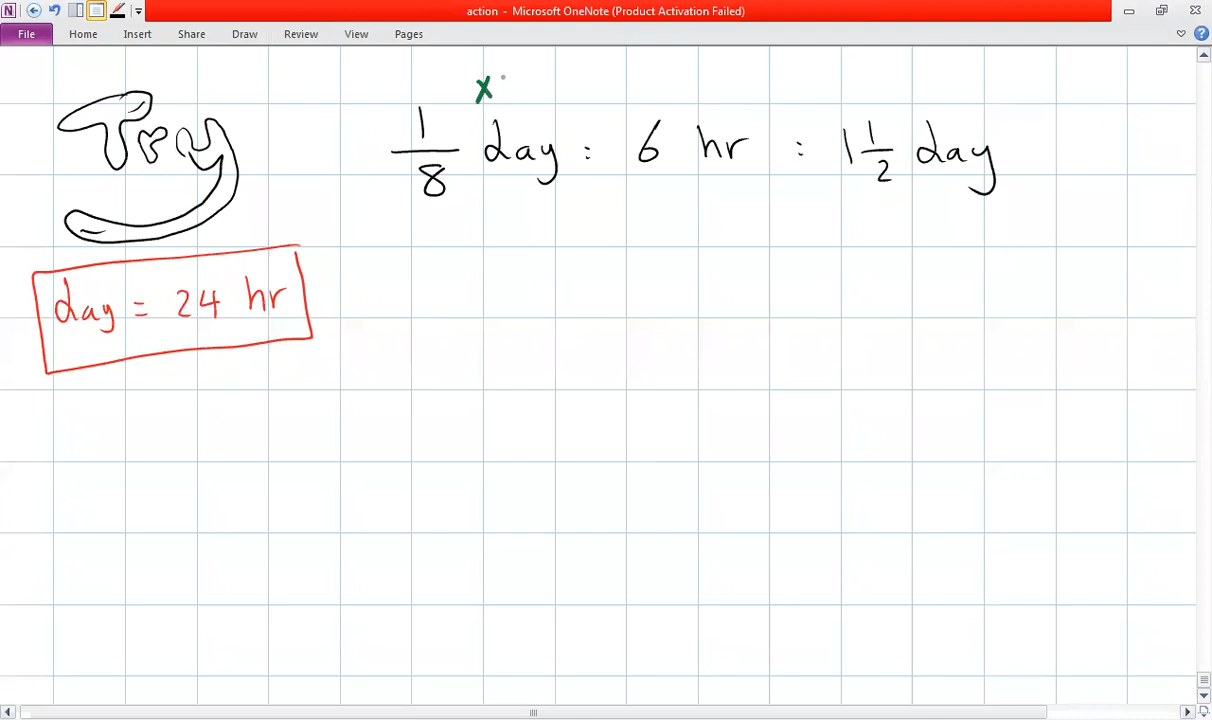 action - Microsoft OneNote (Product Activation Failed)
File Home Insert Share Draw Review View Pages
Try
x
1/8 day : 6 hr : 1 1/2 day
day = 24 hr